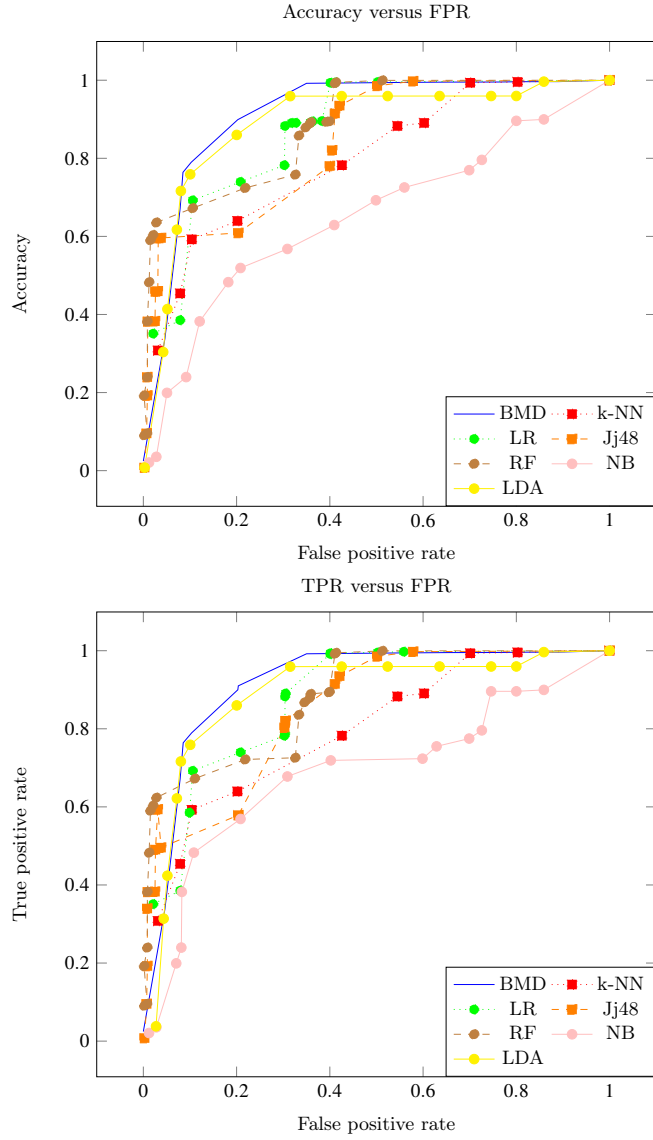 Accuracy versus FPR
1
0.8
0.6
0.4
0.2
0
Accuracy
BMD k-NN
LR Jj48
RF NB
LDA
0 0.2 0.4 0.6 0.8 1
False positive rate
TPR versus FPR
1
0.8
0.6
0.4
0.2
0
True positive rate
BMD k-NN
LR Jj48
RF NB
LDA
0 0.2 0.4 0.6 0.8 1
False positive rate